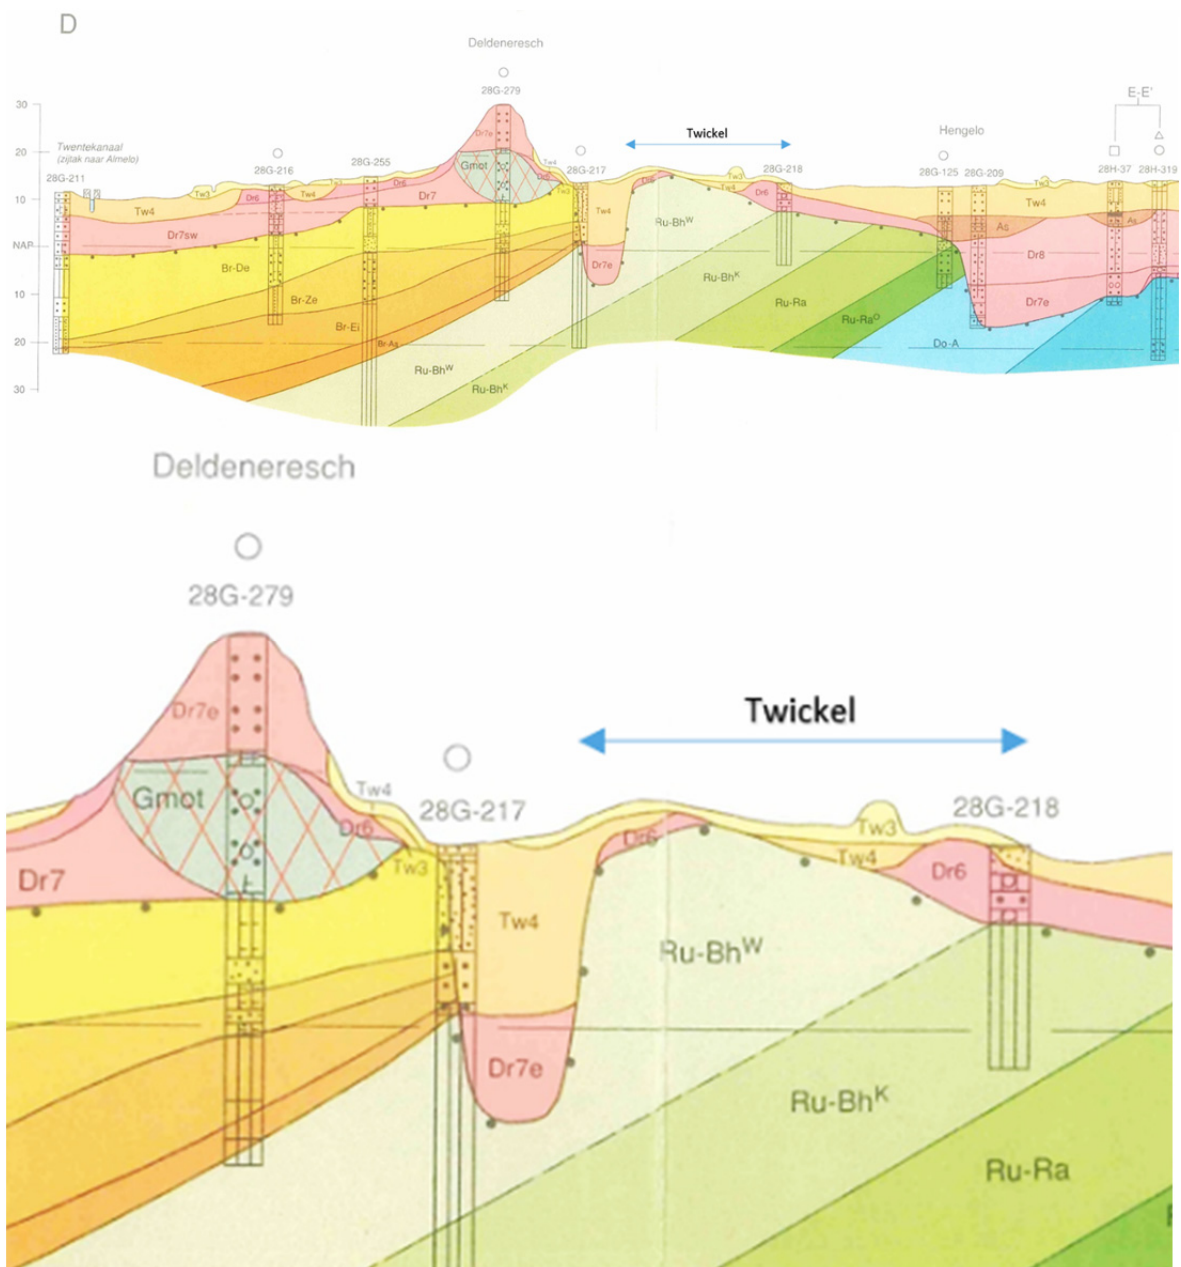 D
Deldeneresch
28G-279
E-E'
Twickel
Hengelo
30
20
10
NAP
10
20
30
Twentekanaal
(zijtak naar Almelo)
28G-211
28G-216
28G-255
28G-217
28G-218
28G-125
28G-209
28H-37
28H-319
Dr7e
Gmot
Tw4
Dr6
Tw3
Tw3
Tw4
Dr6
Tw4
Dr6
Dr7
Tw4
Dr7sw
Dr6
Tw3
Tw4
Dr6
Tw3
Tw4
As
As
Dr8
Dr7e
Dr7e
Br-De
Br-Ze
Br-Ei
Br-As
Ru-Bhᵂ
Ru-Bhᴷ
Ru-Ra
Ru-Raᴼ
Do-A
Ru-Bhᵂ
Ru-Bhᴷ
Deldeneresch
28G-279
Twickel
28G-217
28G-218
Dr7e
Gmot
Tw4
Dr6
Tw3
Dr7
Tw4
Dr7e
Dr6
Tw3
Tw4
Dr6
Ru-Bhᵂ
Ru-Bhᴷ
Ru-Ra